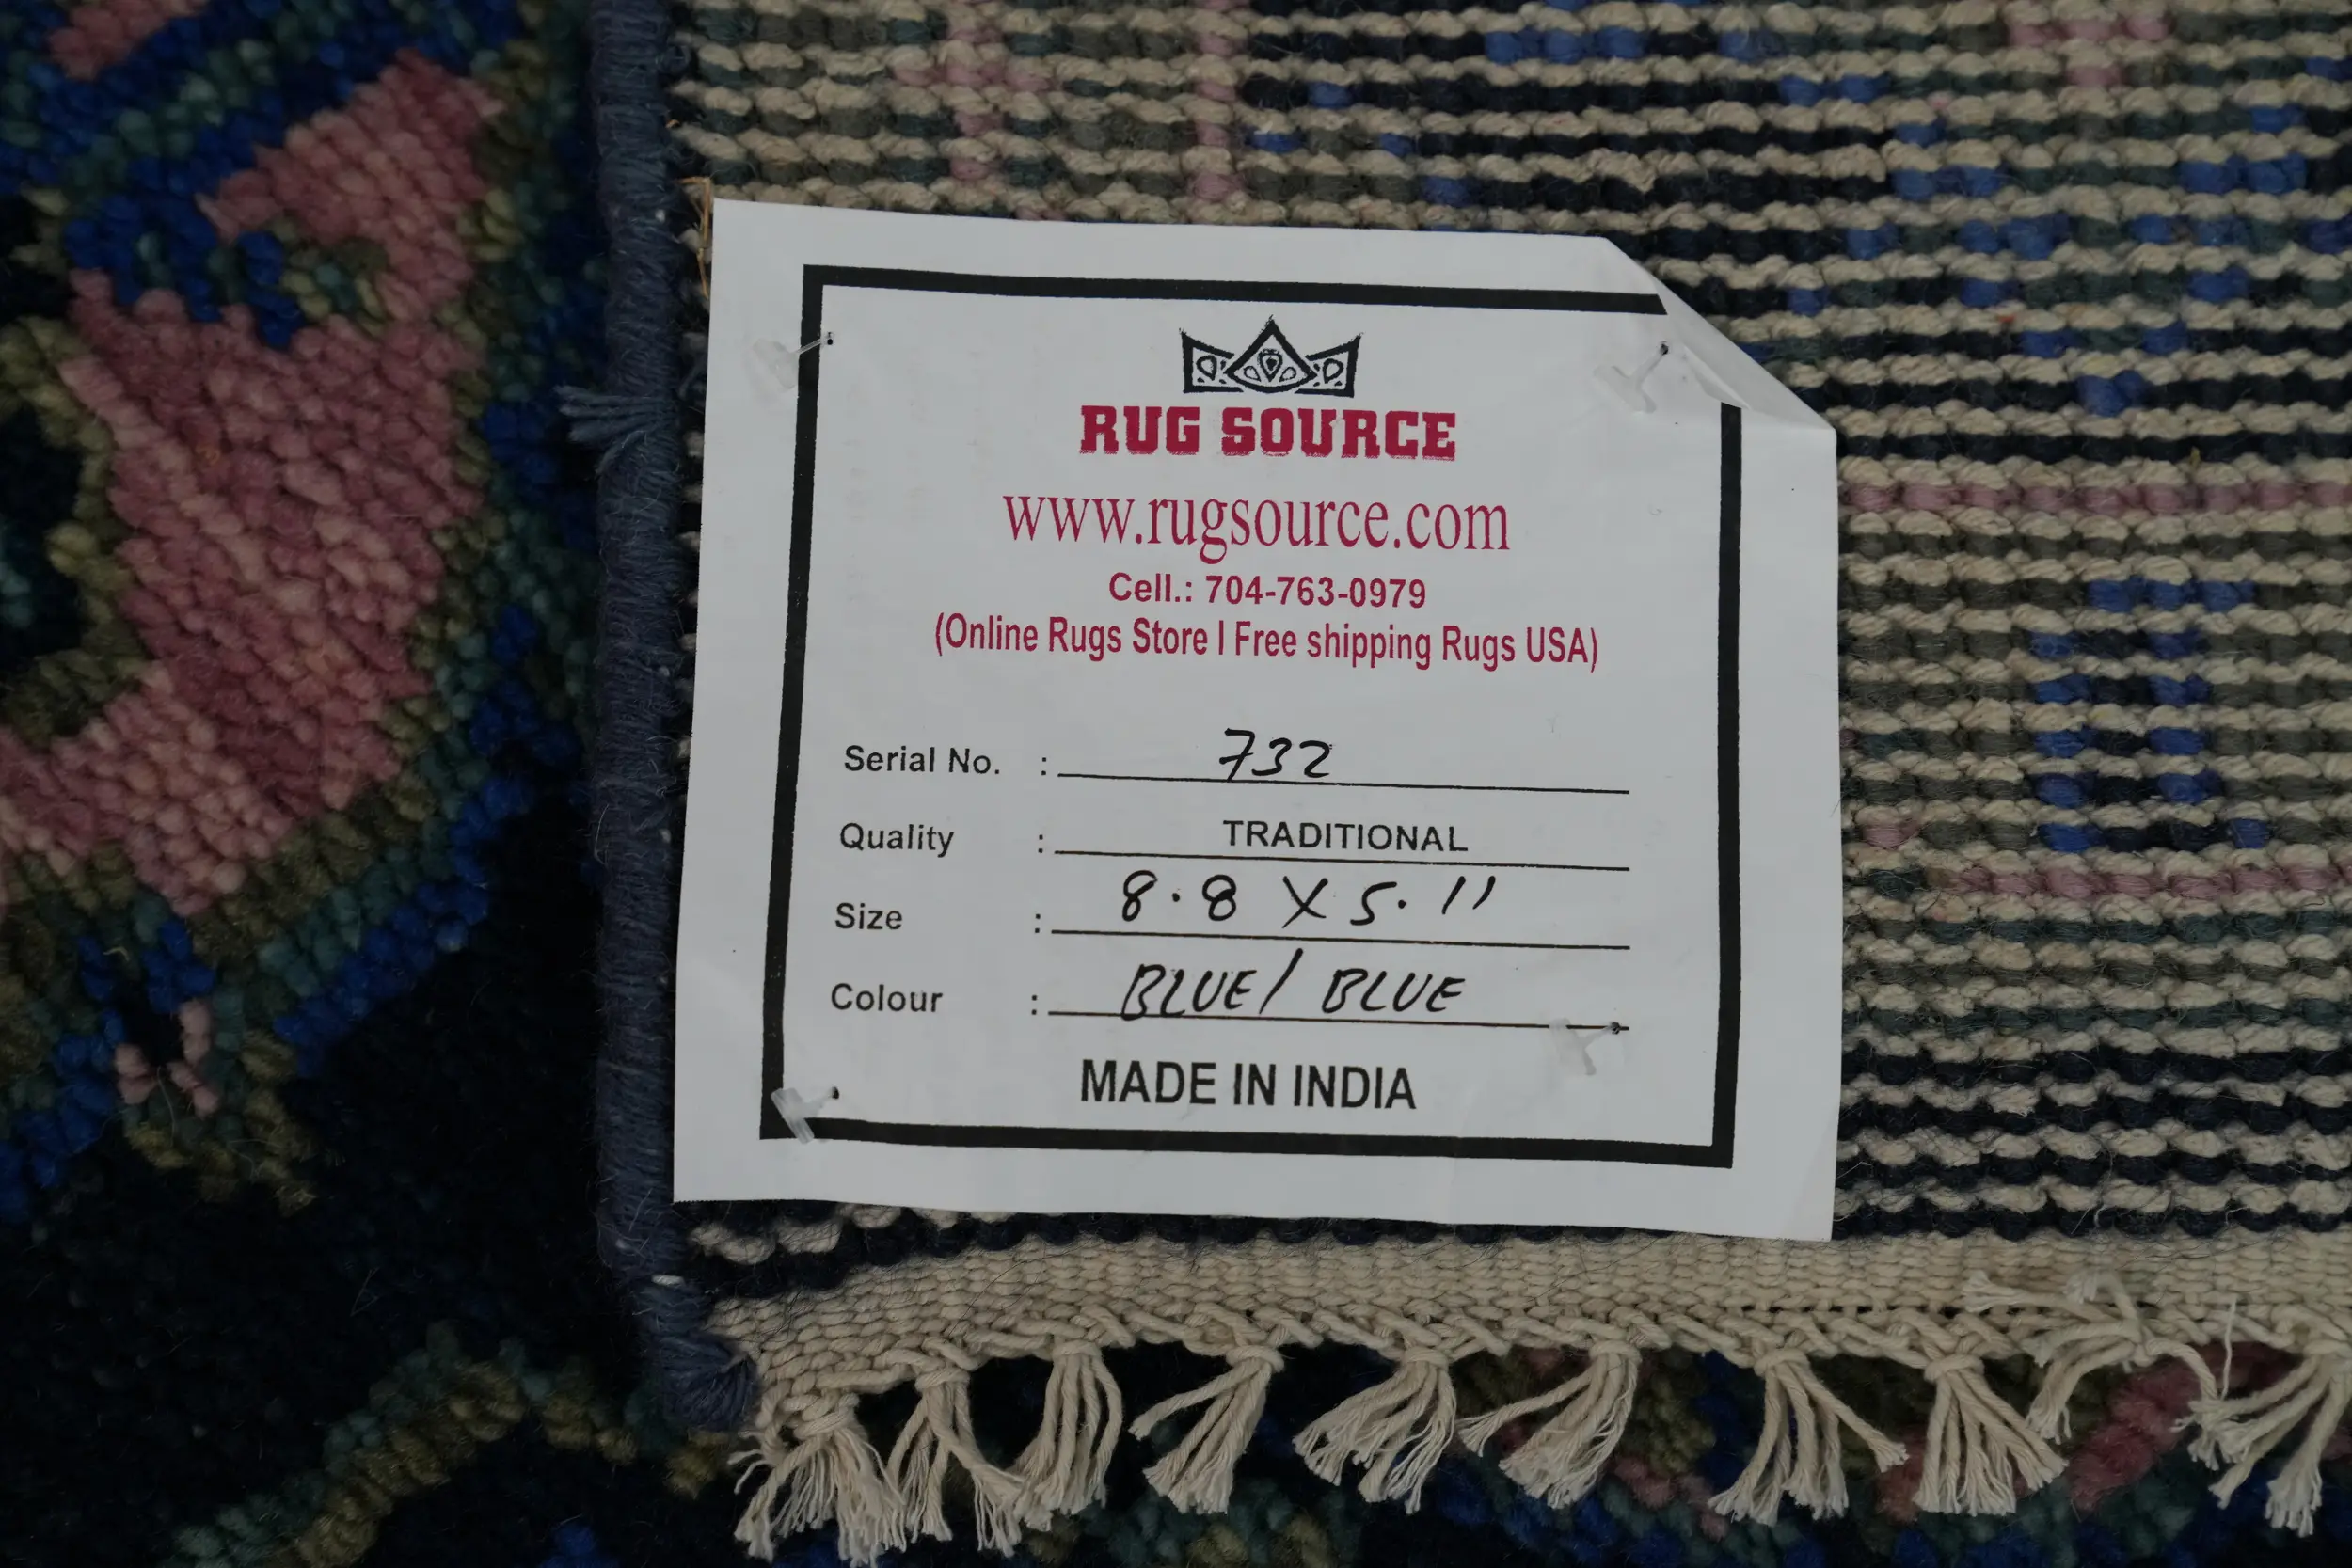 RUG SOURCE
www.rugsource.com
Cell.: 704-763-0979
(Online Rugs Store I Free shipping Rugs USA)
Serial No. : 732
Quality : TRADITIONAL
Size : 8.8 X 5.11
Colour : BLUE/ BLUE
MADE IN INDIA